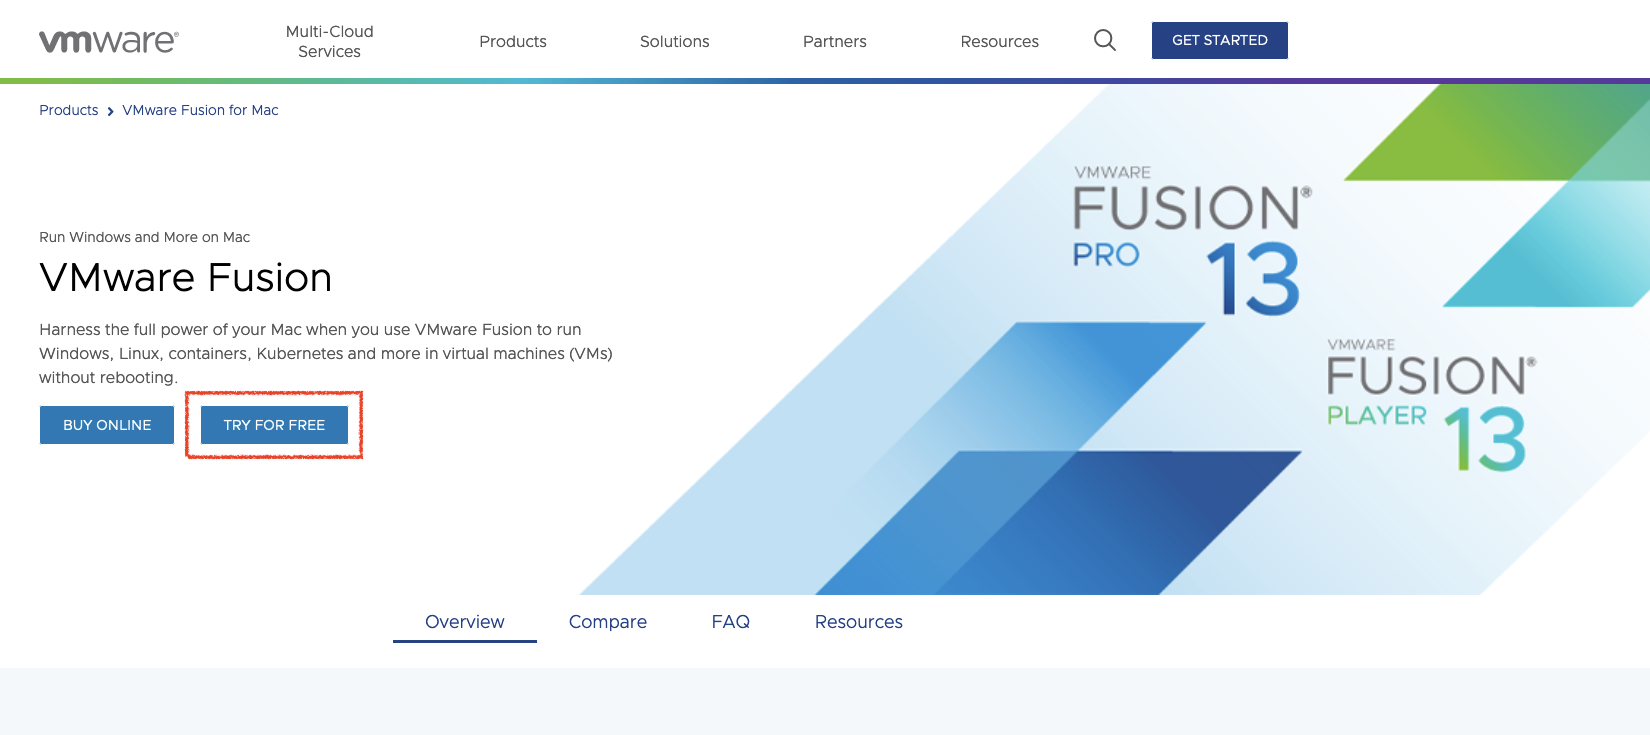 vmware®
Multi-Cloud
Services
Products
Solutions
Partners
Resources
GET STARTED
Products
VMware Fusion for Mac
Run Windows and More on Mac
VMware Fusion
Harness the full power of your Mac when you use VMware Fusion to run
Windows, Linux, containers, Kubernetes and more in virtual machines (VMs)
without rebooting.
BUY ONLINE
TRY FOR FREE
VMWARE
FUSION®
PRO 13
VMWARE
FUSION®
PLAYER 13
Overview
Compare
FAQ
Resources